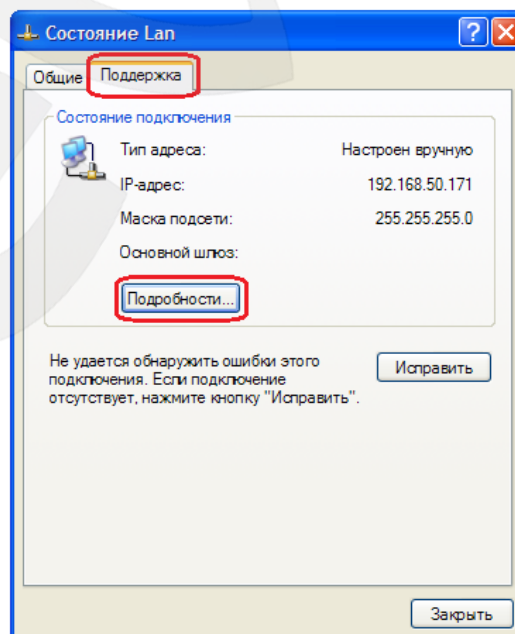 Состояние Lan
Общие Поддержка
Состояние подключения
Тип адреса: Настроен вручную
IP-адрес: 192.168.50.171
Маска подсети: 255.255.255.0
Основной шлюз:
Подробности...
Не удается обнаружить ошибки этого
подключения. Если подключение
отсутствует, нажмите кнопку "Исправить".
Исправить
Закрыть